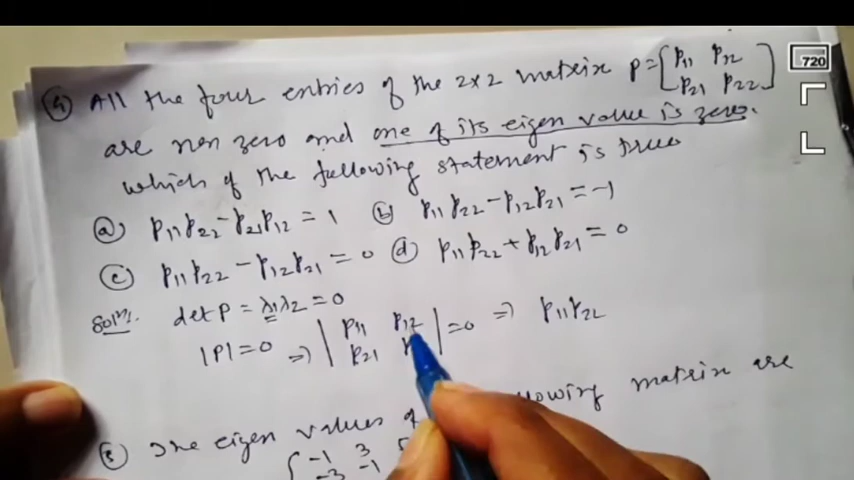 ④ All the four entries of the 2×2 matrix P = [P11 P12
P21 P22]
are non zero and one of its eigen value is zero.
which of the following statement is true
ⓐ P11P22 - P21P12 = 1 ⓑ P11P22 - P12P21 = -1
ⓒ P11P22 - P12P21 = 0 ⓓ P11P22 + P12P21 = 0
Solⁿ. det P = λ1λ2 = 0
|P| = 0 ⇒ | P11 P12 | = 0 ⇒ P11P22
P21
The eigen values of following matrix are
-1 3
-3 -1
720